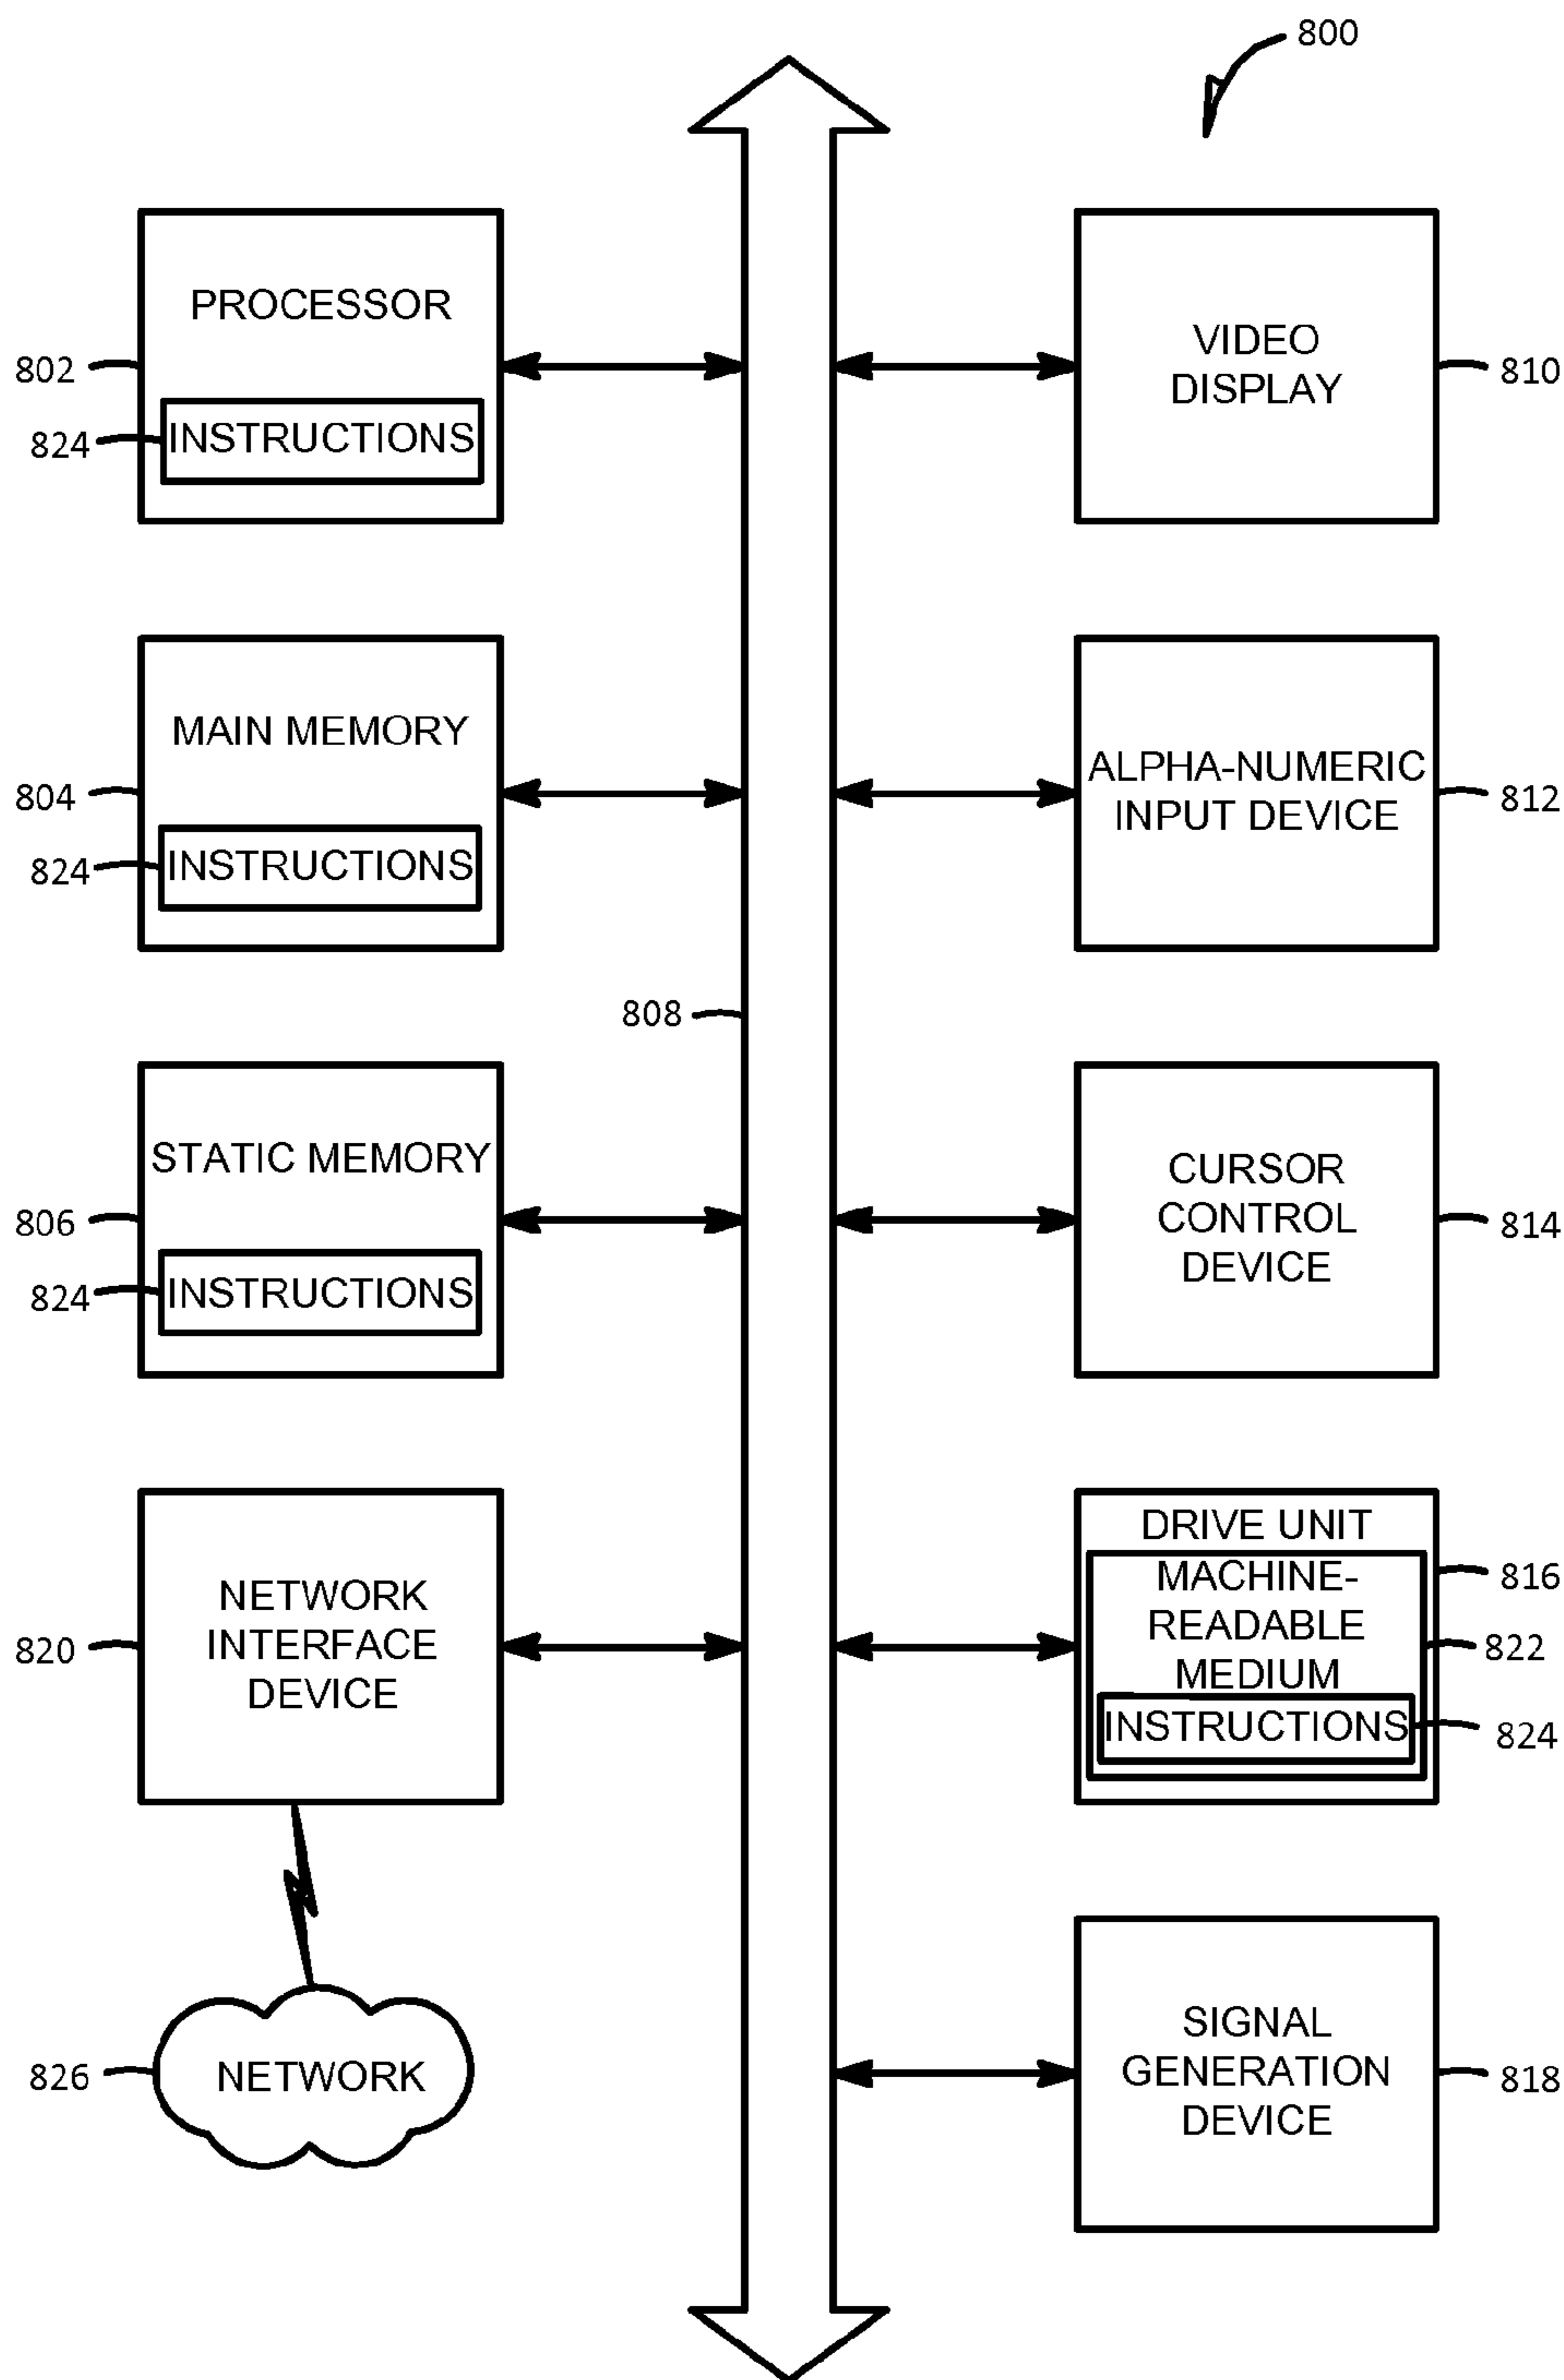 800
PROCESSOR
802
824
INSTRUCTIONS
VIDEO
DISPLAY
810
MAIN MEMORY
804
824
INSTRUCTIONS
ALPHA-NUMERIC
INPUT DEVICE
812
808
STATIC MEMORY
806
824
INSTRUCTIONS
CURSOR
CONTROL
DEVICE
814
NETWORK
INTERFACE
DEVICE
820
DRIVE UNIT
816
MACHINE-
READABLE
MEDIUM
822
INSTRUCTIONS
824
NETWORK
826
SIGNAL
GENERATION
DEVICE
818